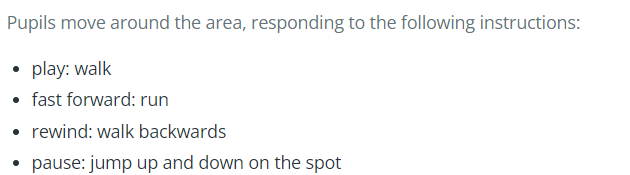 Pupils move around the area, responding to the following instructions:
• play: walk
• fast forward: run
• rewind: walk backwards
• pause: jump up and down on the spot